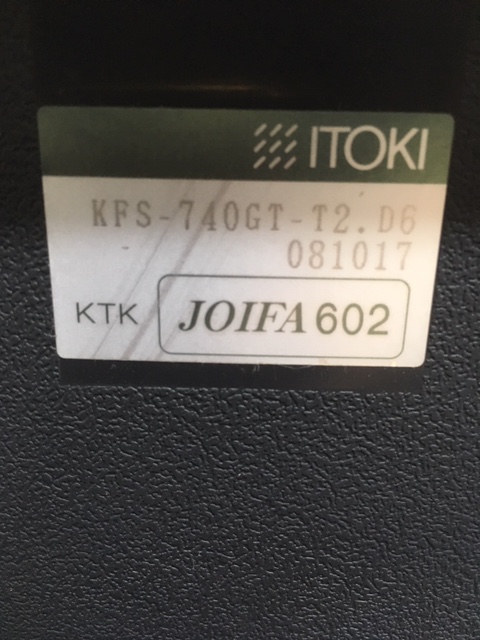 ITOKI
KFS-740GT-T2.D6
081017
KTK JOIFA 602